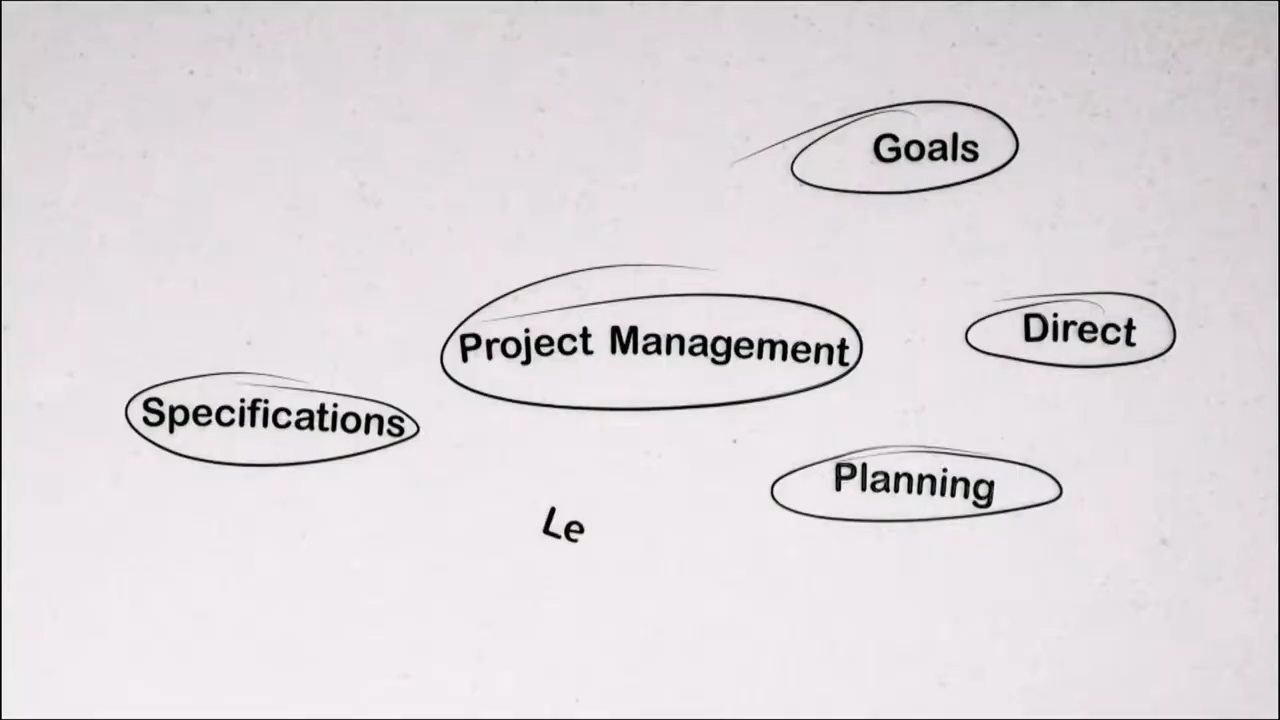 Goals
Direct
Project Management
Specifications
Planning
Le